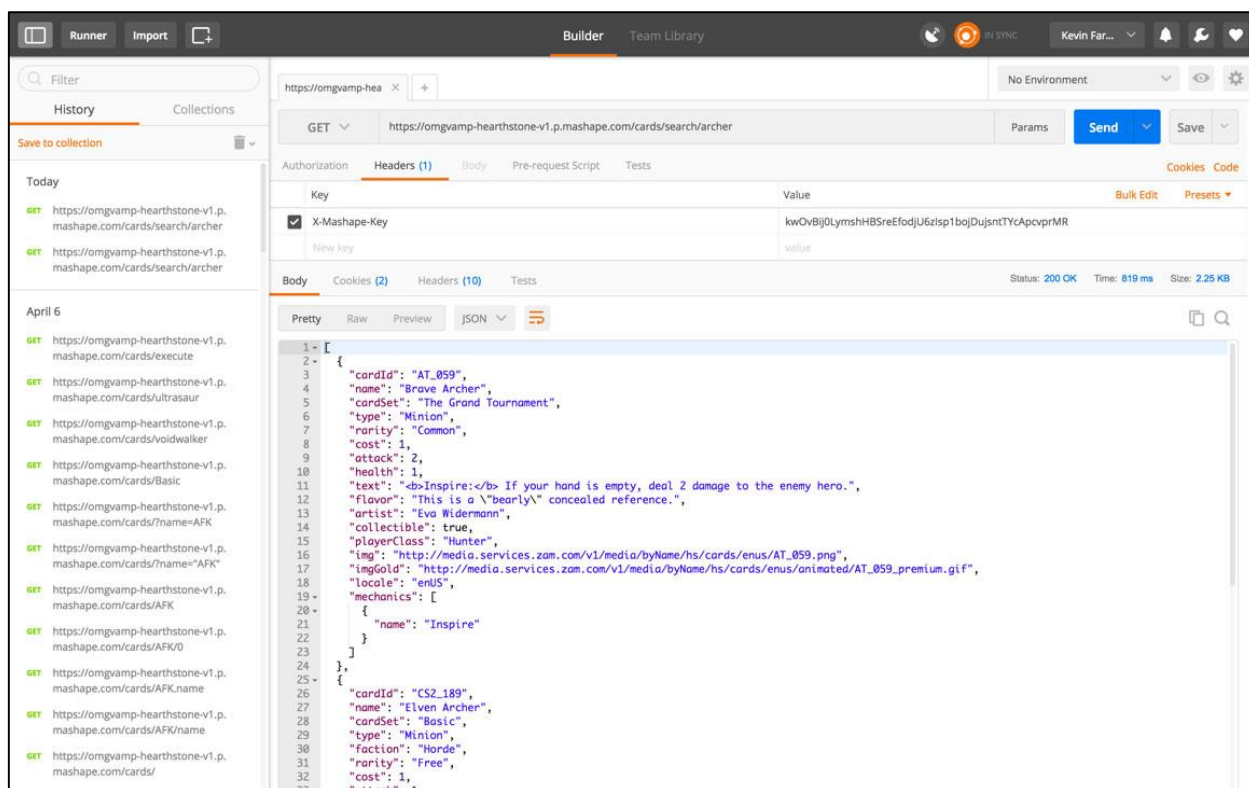 Runner Import Builder Team Library IN SYNC Kevin Far...
Filter
History Collections
Save to collection
Today
GET https://omgvamp-hearthstone-v1.p.
mashape.com/cards/search/archer
GET https://omgvamp-hearthstone-v1.p.
mashape.com/cards/search/archer
April 6
GET https://omgvamp-hearthstone-v1.p.
mashape.com/cards/execute
GET https://omgvamp-hearthstone-v1.p.
mashape.com/cards/ultrasaur
GET https://omgvamp-hearthstone-v1.p.
mashape.com/cards/voidwalker
GET https://omgvamp-hearthstone-v1.p.
mashape.com/cards/Basic
GET https://omgvamp-hearthstone-v1.p.
mashape.com/cards/?name=AFK
GET https://omgvamp-hearthstone-v1.p.
mashape.com/cards/?name="AFK"
GET https://omgvamp-hearthstone-v1.p.
mashape.com/cards/AFK
GET https://omgvamp-hearthstone-v1.p.
mashape.com/cards/AFK/0
GET https://omgvamp-hearthstone-v1.p.
mashape.com/cards/AFK.name
GET https://omgvamp-hearthstone-v1.p.
mashape.com/cards/AFK/name
GET https://omgvamp-hearthstone-v1.p.
mashape.com/cards/
https://omgvamp-hea × + No Environment
GET https://omgvamp-hearthstone-v1.p.mashape.com/cards/search/archer Params Send Save
Authorization Headers (1) Body Pre-request Script Tests Cookies Code
Key Value Bulk Edit Presets
X-Mashape-Key kwOvBij0LymshHBSreEfodjU6zIsp1bojDujsntTYcApcvprMR
New key value
Body Cookies (2) Headers (10) Tests Status: 200 OK Time: 819 ms Size: 2.25 KB
Pretty Raw Preview JSON
1 [
2 {
3 "cardId": "AT_059",
4 "name": "Brave Archer",
5 "cardSet": "The Grand Tournament",
6 "type": "Minion",
7 "rarity": "Common",
8 "cost": 1,
9 "attack": 2,
10 "health": 1,
11 "text": "<b>Inspire:</b> If your hand is empty, deal 2 damage to the enemy hero.",
12 "flavor": "This is a \"bearly\" concealed reference.",
13 "artist": "Eva Widermann",
14 "collectible": true,
15 "playerClass": "Hunter",
16 "img": "http://media.services.zam.com/v1/media/byName/hs/cards/enus/AT_059.png",
17 "imgGold": "http://media.services.zam.com/v1/media/byName/hs/cards/enus/animated/AT_059_premium.gif",
18 "locale": "enUS",
19 "mechanics": [
20 {
21 "name": "Inspire"
22 }
23 ]
24 },
25 {
26 "cardId": "CS2_189",
27 "name": "Elven Archer",
28 "cardSet": "Basic",
29 "type": "Minion",
30 "faction": "Horde",
31 "rarity": "Free",
32 "cost": 1,